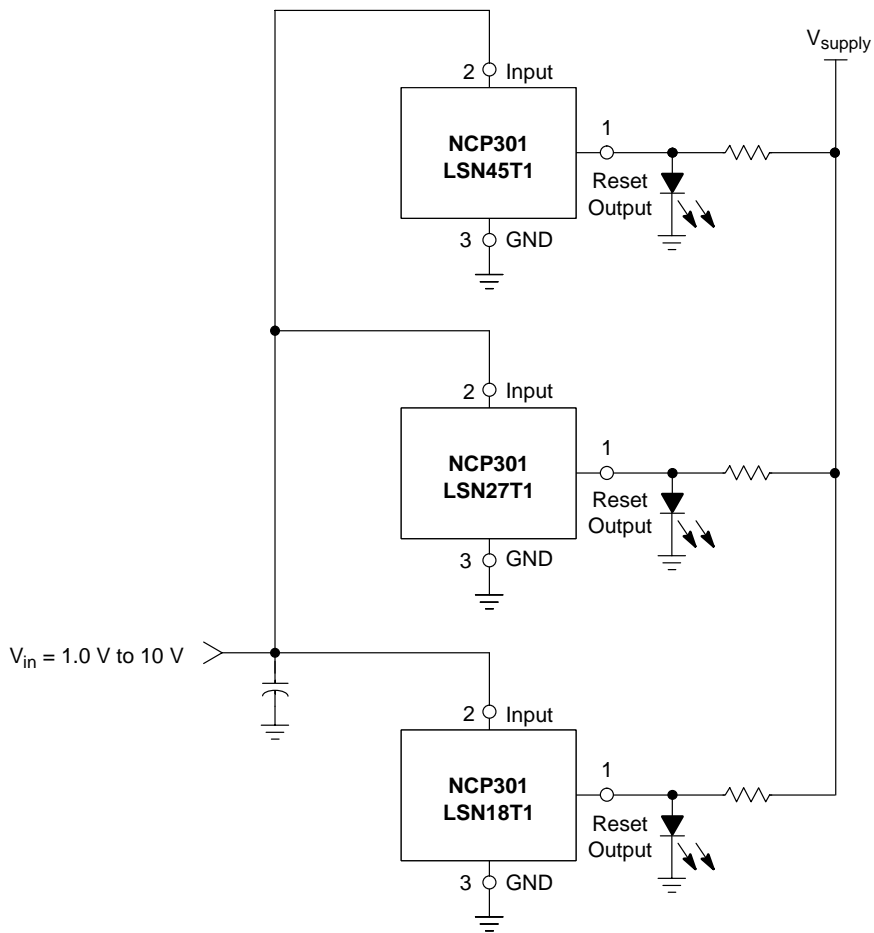 V_supply
2 Input
NCP301
LSN45T1
1
Reset
Output
3 GND
2 Input
NCP301
LSN27T1
1
Reset
Output
3 GND
V_in = 1.0 V to 10 V
2 Input
NCP301
LSN18T1
1
Reset
Output
3 GND